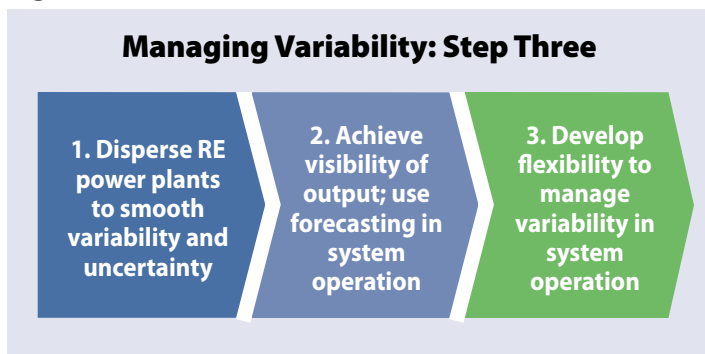 Managing Variability: Step Three
1. Disperse RE
power plants
to smooth
variability and
uncertainty
2. Achieve
visibility of
output; use
forecasting in
system
operation
3. Develop
flexibility to
manage
variability in
system
operation